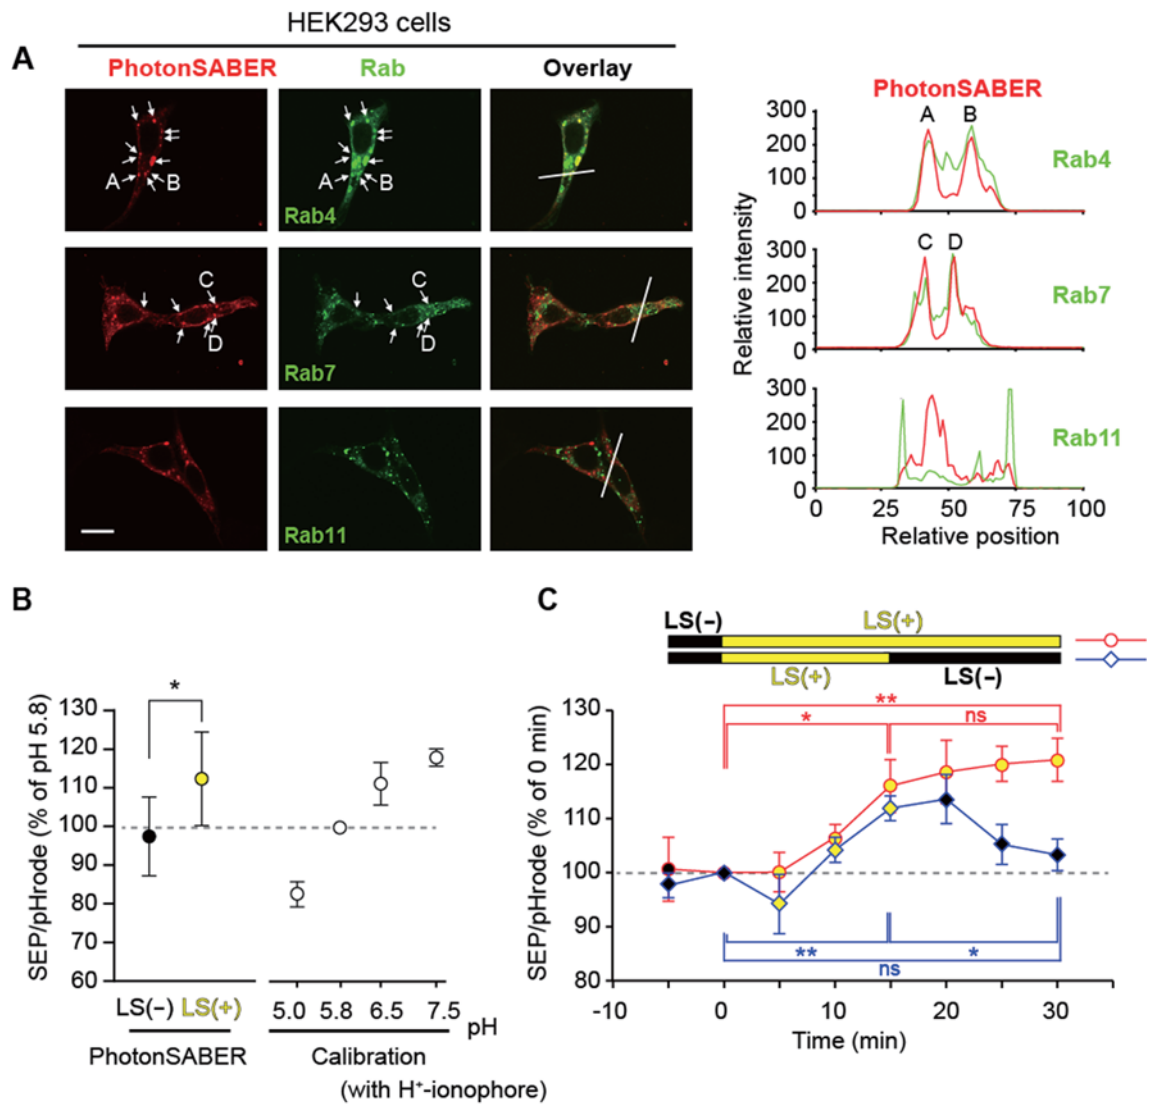 HEK293 cells
A
PhotonSABER Rab Overlay
A B
A B
Rab4
C
D
C
D
Rab7
Rab11
PhotonSABER
Relative intensity
300
200
100
0
A B
Rab4
300
200
100
0
C D
Rab7
300
200
100
0
Rab11
0 25 50 75 100
Relative position
B
SEP/pHrode (% of pH 5.8)
130
120
110
100
90
80
70
60
*
LS(−) LS(+)
PhotonSABER
5.0 5.8 6.5 7.5
pH
Calibration
(with H⁺-ionophore)
C
LS(−) LS(+)
LS(+) LS(−)
SEP/pHrode (% of 0 min)
130
120
110
100
90
80
**
* ns
** *
ns
-10 0 10 20 30
Time (min)